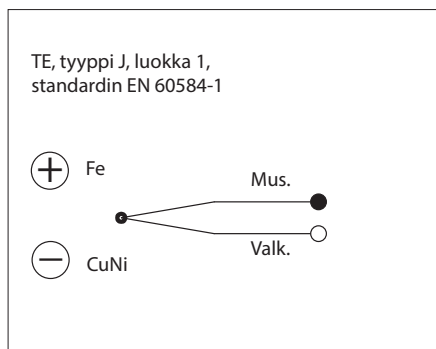 TE, tyyppi J, luokka 1,
standardin EN 60584-1
Fe
Mus.
Valk.
CuNi